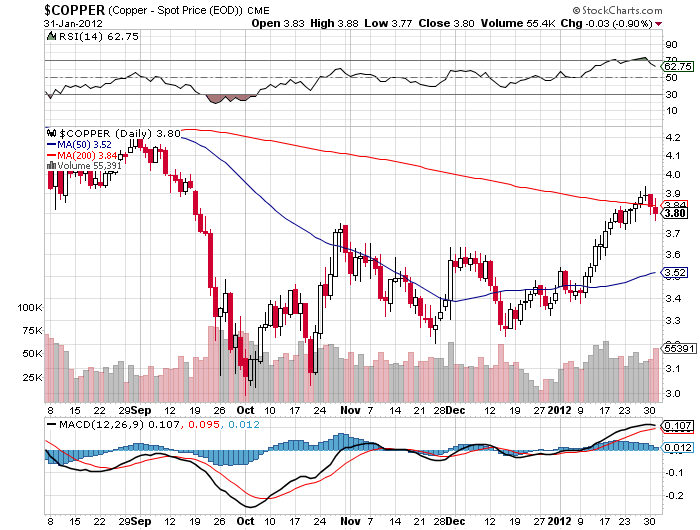 $COPPER (Copper - Spot Price (EOD)) CME
© StockCharts.com
31-Jan-2012
Open 3.83 High 3.88 Low 3.77 Close 3.80 Volume 55.4K Chg -0.03 (-0.90%)
RSI(14) 62.75
90
70
62.75
50
30
10
$COPPER (Daily) 3.80
MA(50) 3.52
MA(200) 3.84
Volume 55,391
4.2
4.1
4.0
3.9
3.84
3.80
3.7
3.6
3.52
3.4
3.3
3.2
3.1
3.0
100K
75K
50K
25K
55391
8 15 22 29 Sep 12 19 26 Oct 10 17 24 Nov 7 14 21 28 Dec 12 19 27 2012 9 17 23 30
MACD(12,26,9) 0.107, 0.095, 0.012
0.107
0.012
-0.1
-0.2
8 15 22 29 Sep 12 19 26 Oct 10 17 24 Nov 7 14 21 28 Dec 12 19 27 2012 9 17 23 30